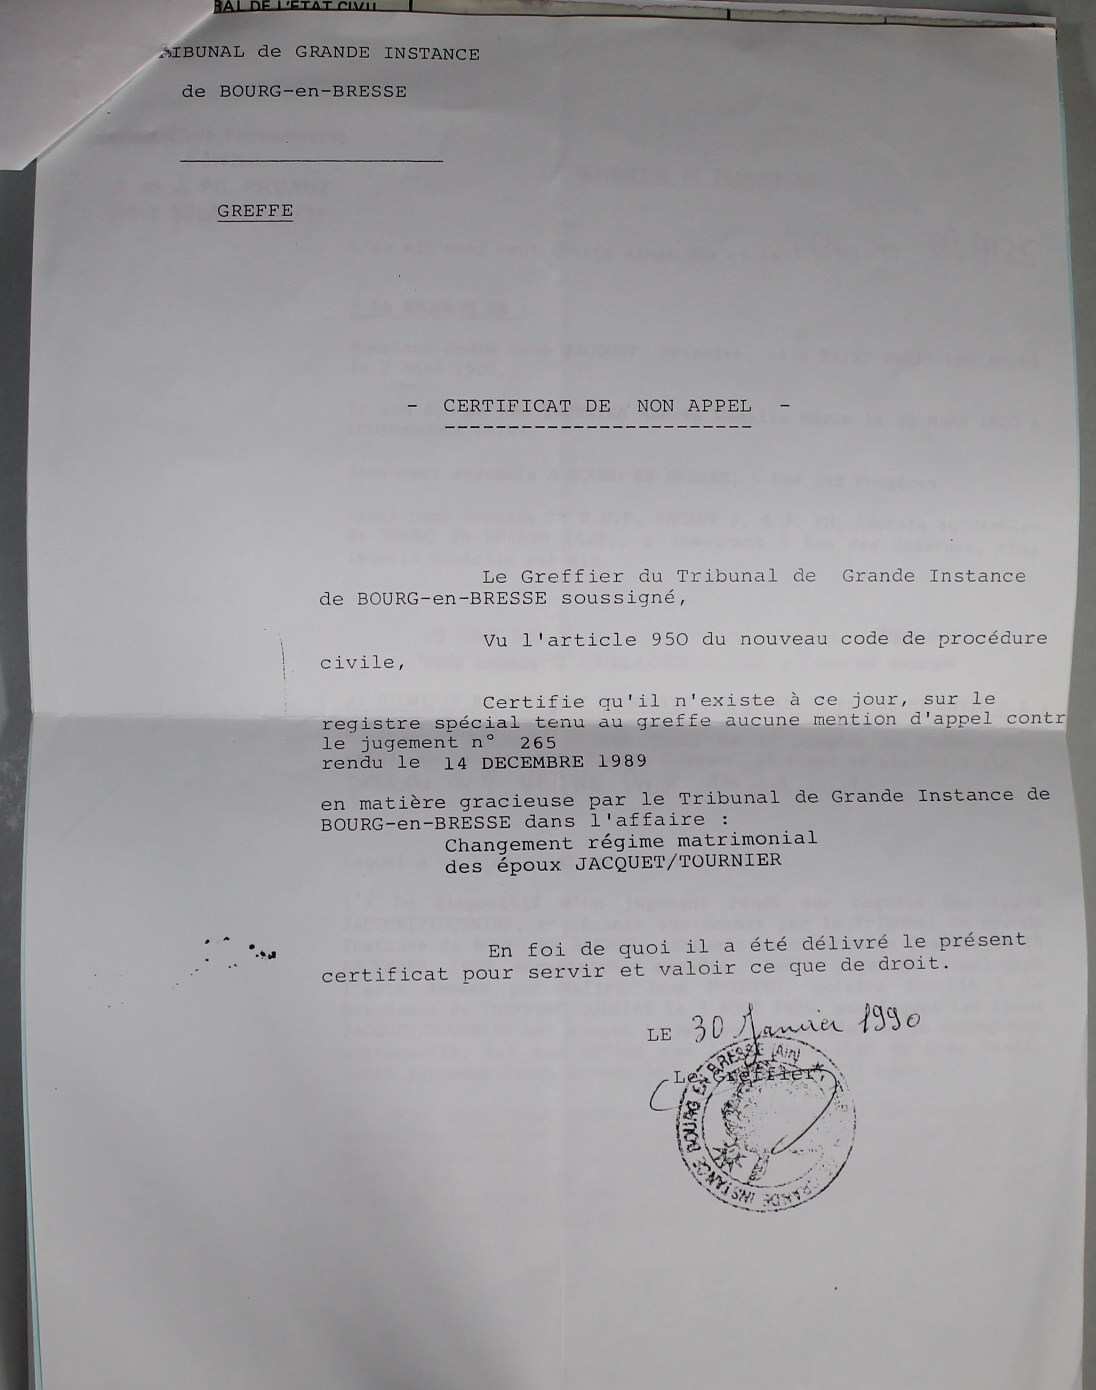 BAL DE L'ETAT CIVIL
RIBUNAL de GRANDE INSTANCE
de BOURG-en-BRESSE
GREFFE
- CERTIFICAT DE NON APPEL -
Le Greffier du Tribunal de Grande Instance
de BOURG-en-BRESSE soussigné,
Vu l'article 950 du nouveau code de procédure
civile,
Certifie qu'il n'existe à ce jour, sur le
registre spécial tenu au greffe aucune mention d'appel contr
le jugement n° 265
rendu le 14 DECEMBRE 1989
en matière gracieuse par le Tribunal de Grande Instance de
BOURG-en-BRESSE dans l'affaire :
Changement régime matrimonial
des époux JACQUET/TOURNIER
En foi de quoi il a été délivré le présent
certificat pour servir et valoir ce que de droit.
LE 30 Janvier 1990
Le Greffier,
GRANDE INSTANCE DE BOURG EN BRESSE (AIN)